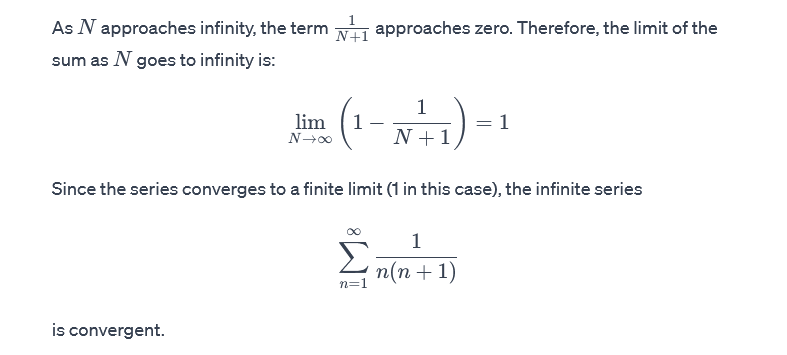 As N approaches infinity, the term 1/(N+1) approaches zero. Therefore, the limit of the
sum as N goes to infinity is:
lim_{N→∞} (1 − 1/(N + 1)) = 1
Since the series converges to a finite limit (1 in this case), the infinite series
∑_{n=1}^{∞} 1/(n(n + 1))
is convergent.